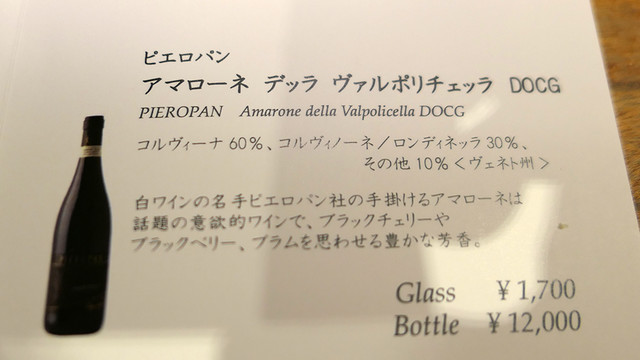 ピエロパン
アマローネ デッラ ヴァルポリチェッラ DOCG
PIEROPAN Amarone della Valpolicella DOCG
コルヴィーナ 60%、コルヴィノーネ/ロンディネッラ 30%、
その他 10% <ヴェネト州>
白ワインの名手ピエロパン社の手掛けるアマローネは
話題の意欲的ワインで、ブラックチェリーや
ブラックベリー、プラムを思わせる豊かな芳香。
Glass ¥1,700
Bottle ¥12,000